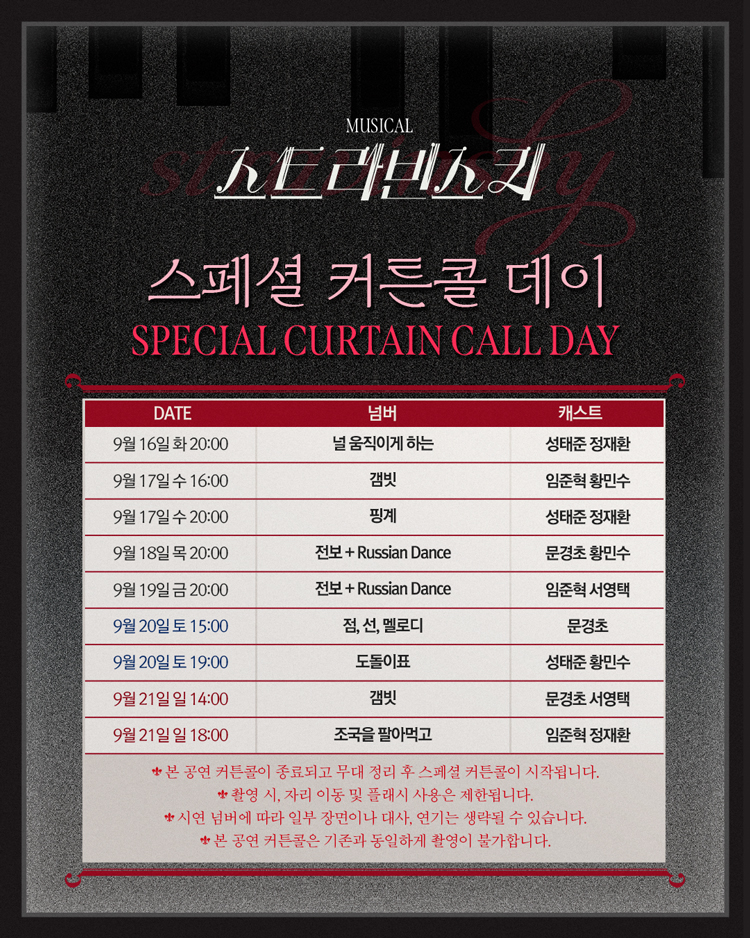 MUSICAL
스트라빈스키
스페셜 커튼콜 데이
SPECIAL CURTAIN CALL DAY
DATE 넘버 캐스트
9월 16일 화 20:00 널 움직이게 하는 성태준 정재환
9월 17일 수 16:00 갬빗 임준혁 황민수
9월 17일 수 20:00 핑계 성태준 정재환
9월 18일 목 20:00 전보 + Russian Dance 문경초 황민수
9월 19일 금 20:00 전보 + Russian Dance 임준혁 서영택
9월 20일 토 15:00 점, 선, 멜로디 문경초
9월 20일 토 19:00 도돌이표 성태준 황민수
9월 21일 일 14:00 갬빗 문경초 서영택
9월 21일 일 18:00 조국을 팔아먹고 임준혁 정재환
본 공연 커튼콜이 종료되고 무대 정리 후 스페셜 커튼콜이 시작됩니다.
촬영 시, 자리 이동 및 플래시 사용은 제한됩니다.
시연 넘버에 따라 일부 장면이나 대사, 연기는 생략될 수 있습니다.
본 공연 커튼콜은 기존과 동일하게 촬영이 불가합니다.